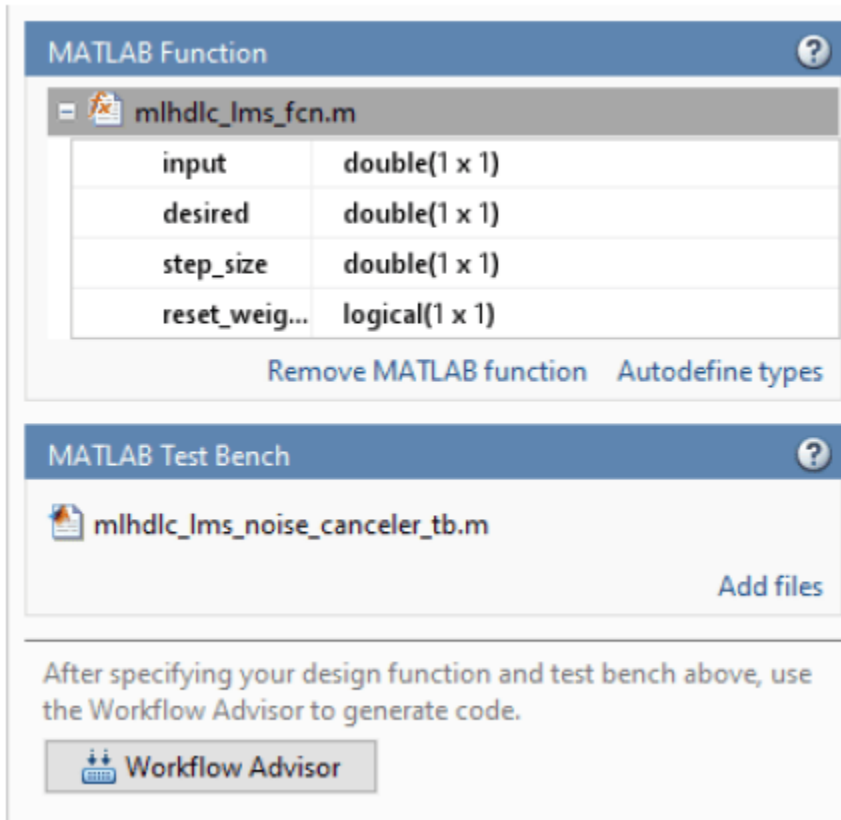 MATLAB Function
mlhdlc_lms_fcn.m
input double(1 x 1)
desired double(1 x 1)
step_size double(1 x 1)
reset_weig... logical(1 x 1)
Remove MATLAB function Autodefine types
MATLAB Test Bench
mlhdlc_lms_noise_canceler_tb.m
Add files
After specifying your design function and test bench above, use
the Workflow Advisor to generate code.
Workflow Advisor